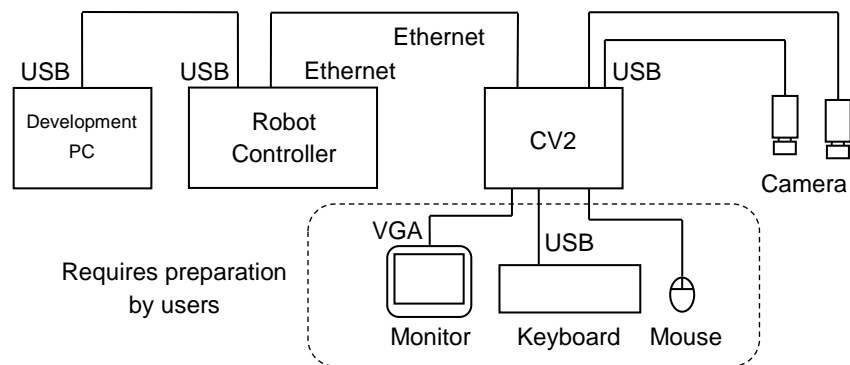 Ethernet
USB
USB
Ethernet
USB
Development
PC
Robot
Controller
CV2
Camera
VGA
USB
Requires preparation
by users
Monitor
Keyboard
Mouse